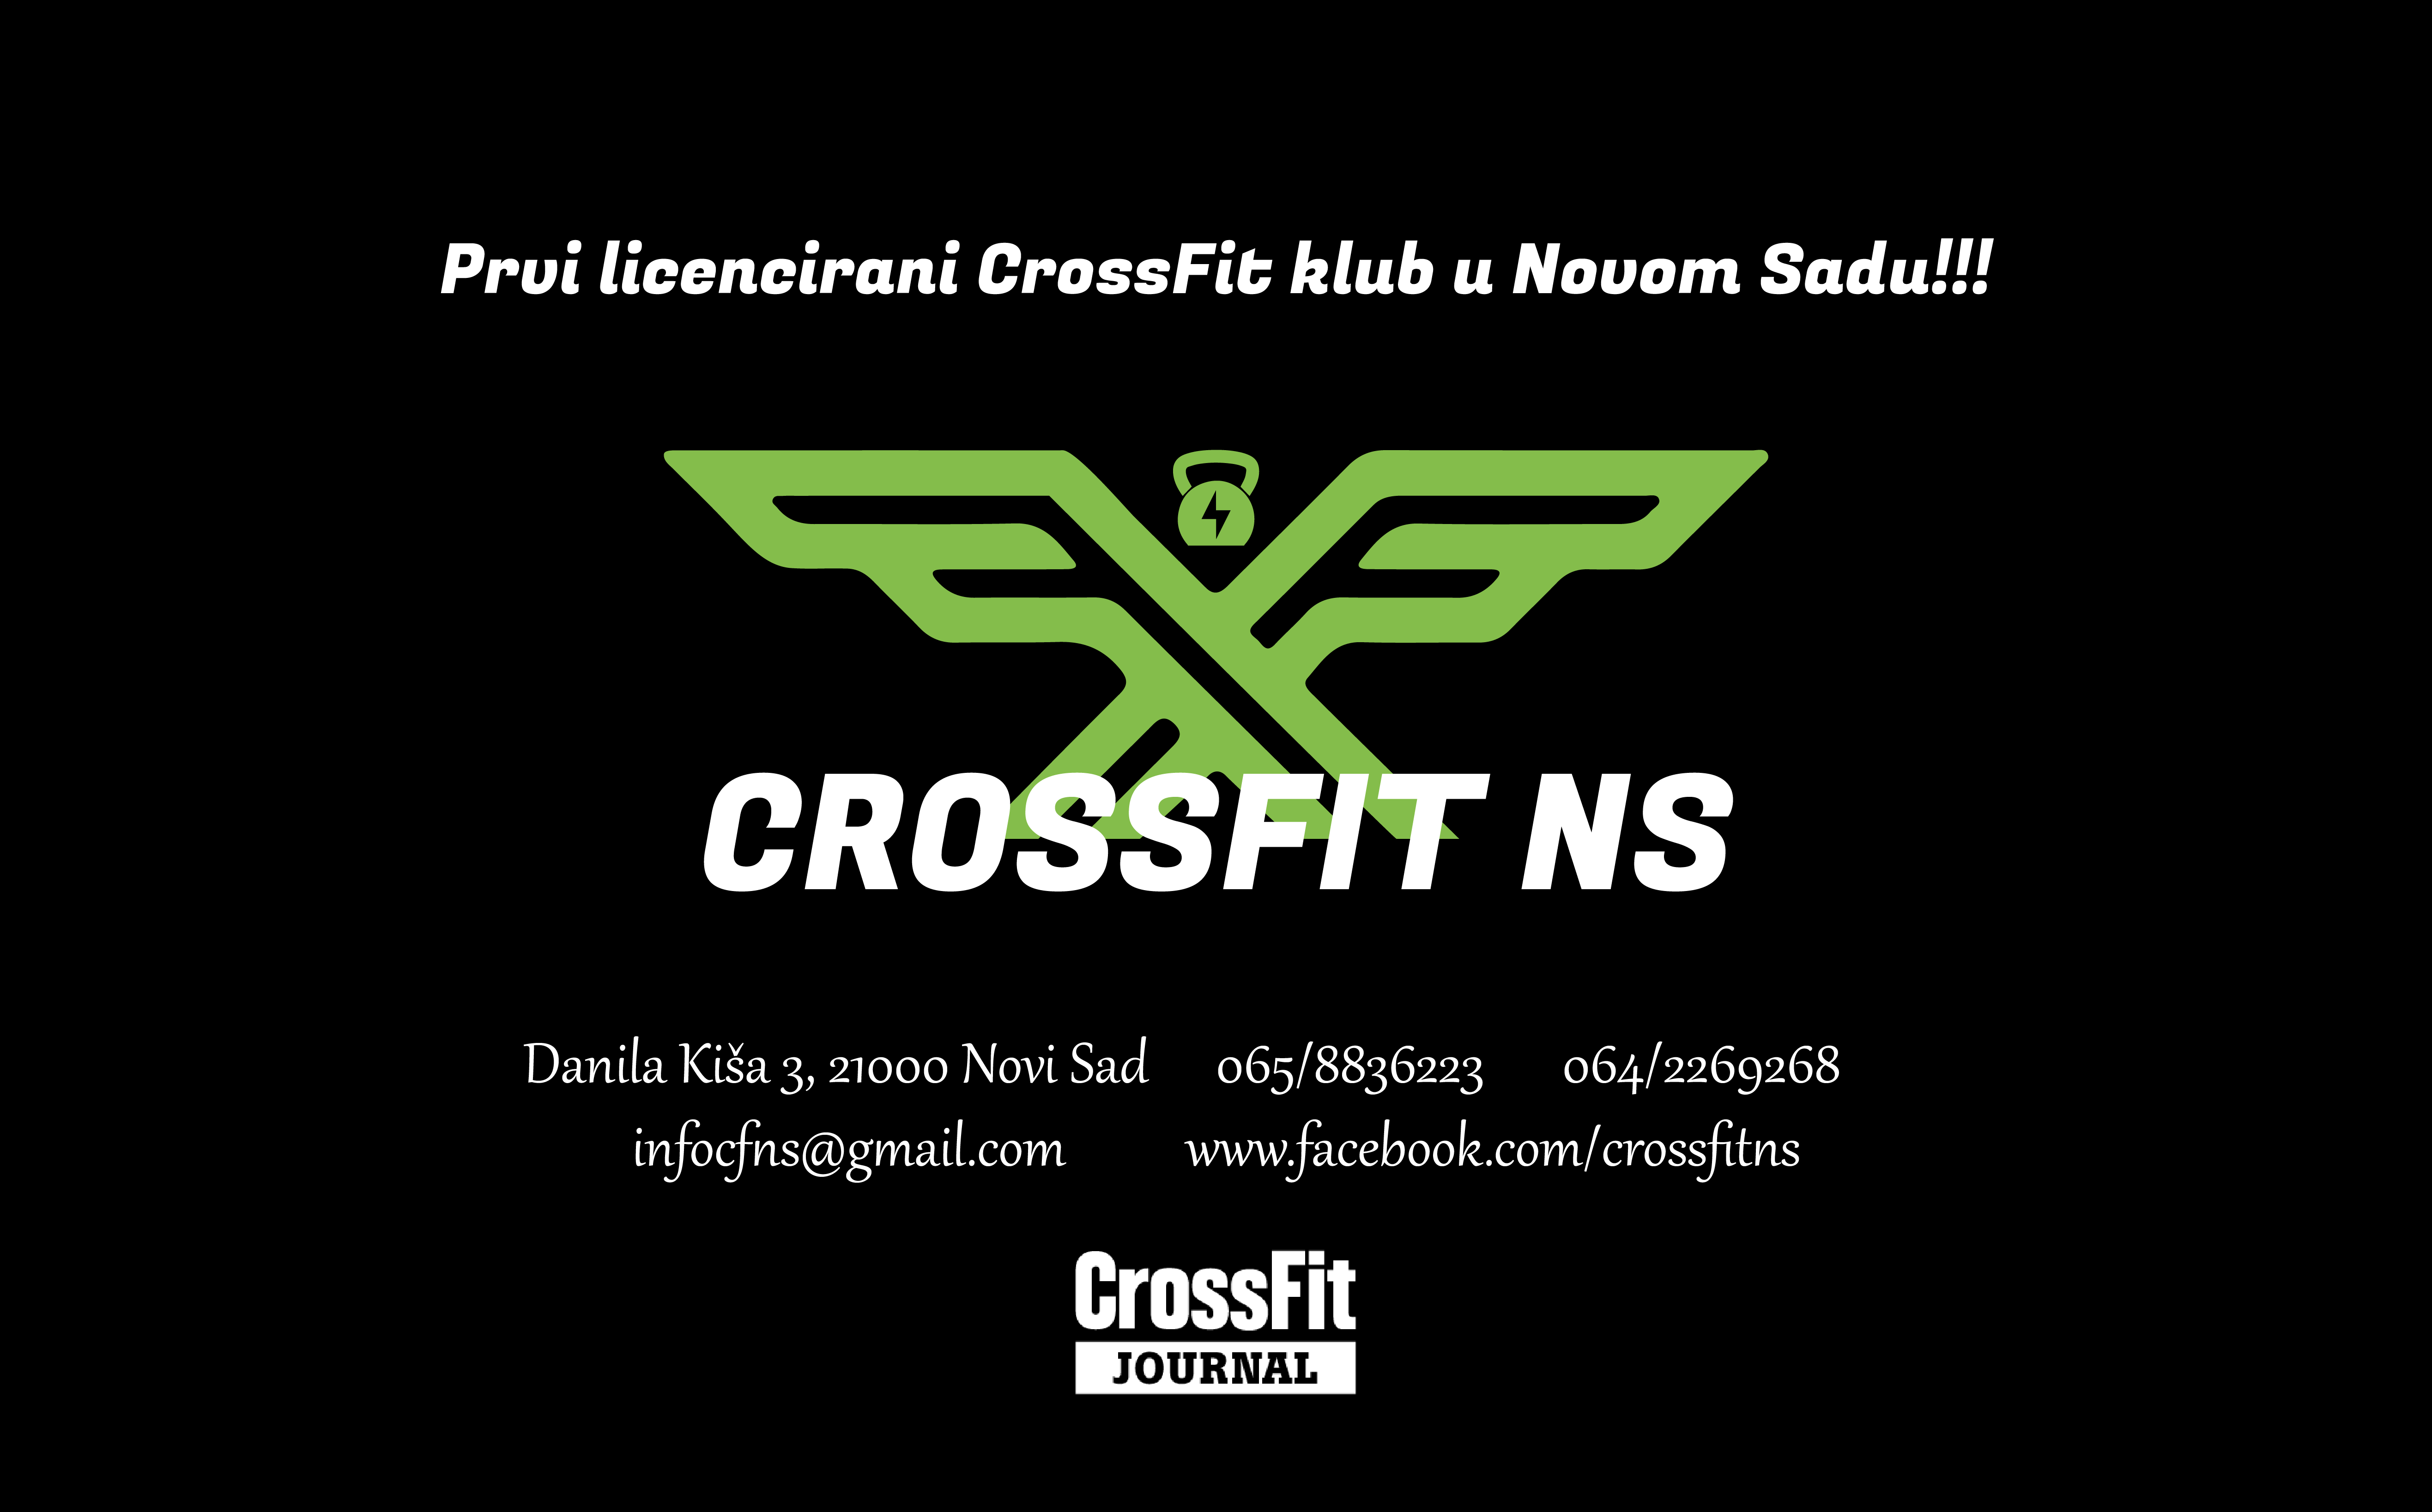 Prvi licencirani CrossFit klub u Novom Sadu!!!
CROSSFIT NS
Danila Kiša 3, 21000 Novi Sad 065/8836223 064/2269268
infocfns@gmail.com www.facebook.com/crossfitns
CrossFit
JOURNAL